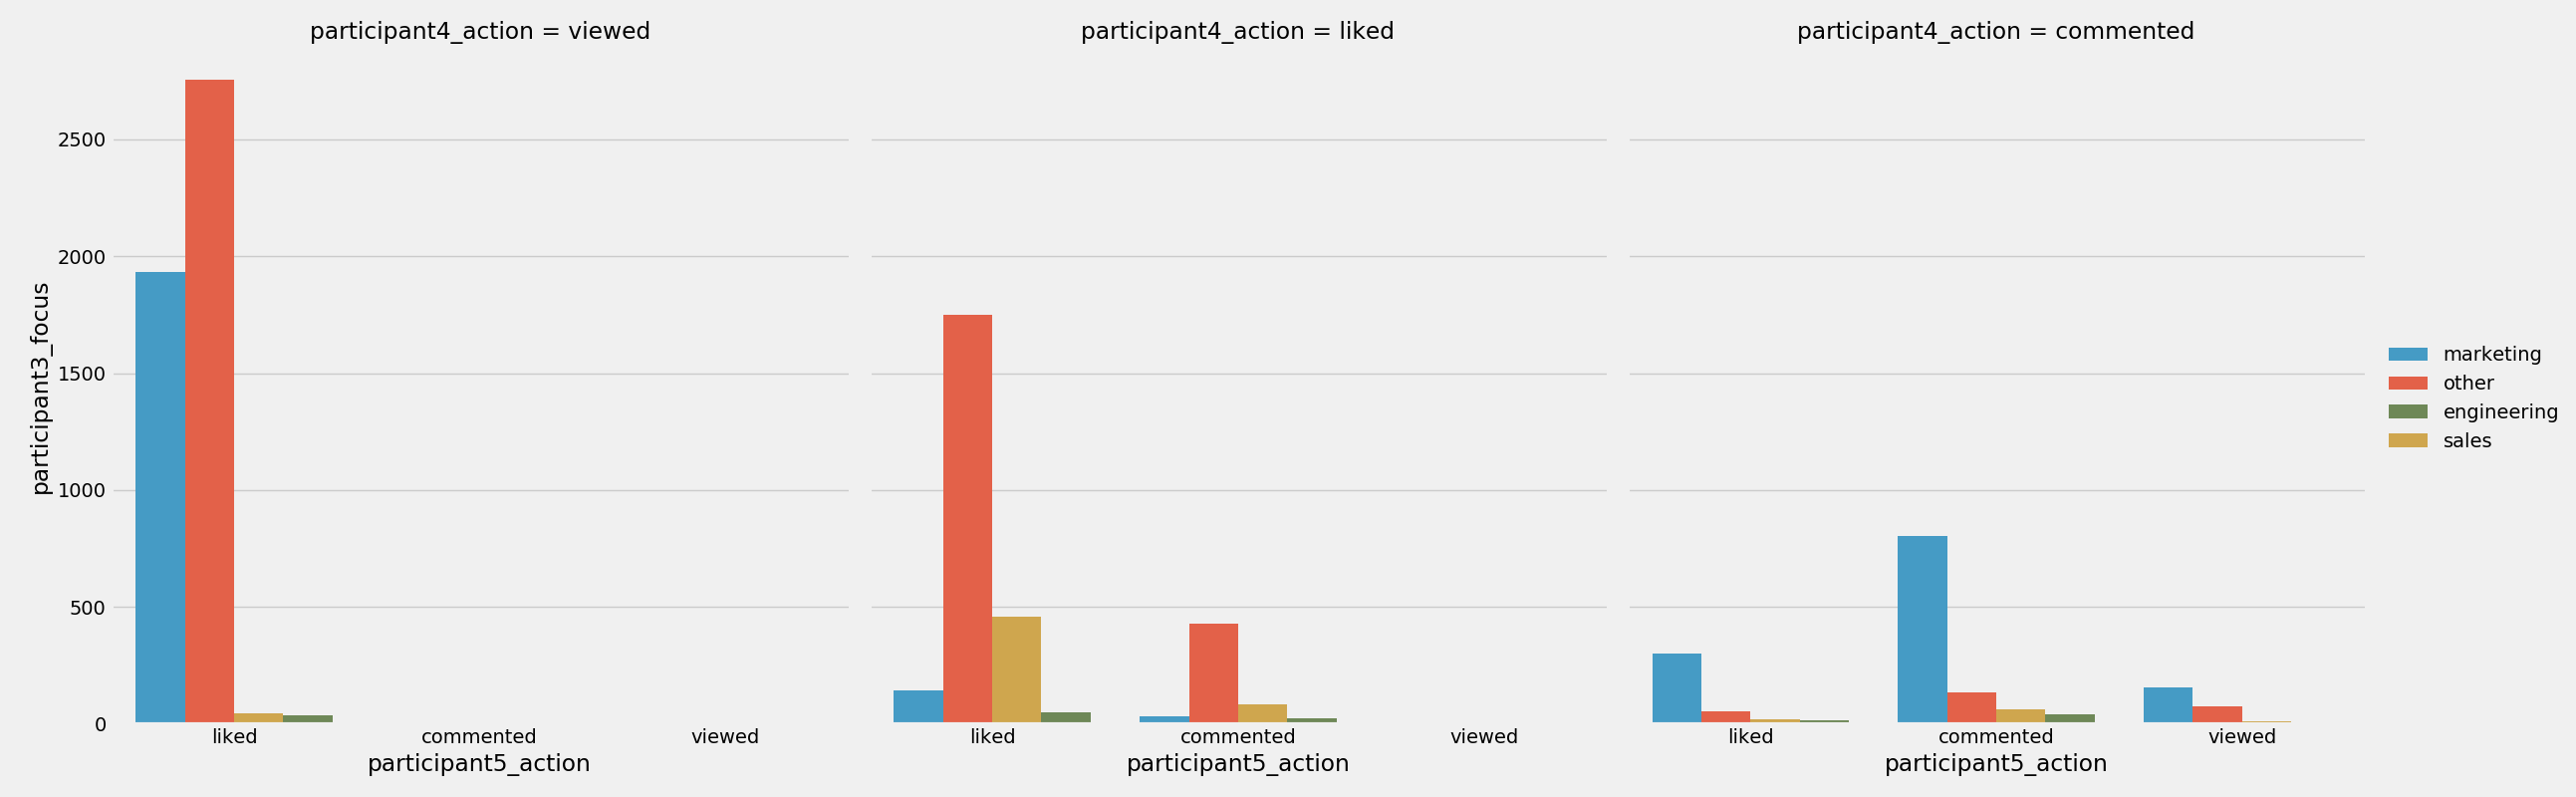 participant4_action = viewed
participant4_action = liked
participant4_action = commented
participant3_focus
2500
2000
1500
1000
500
0
liked
commented
viewed
participant5_action
liked
commented
viewed
participant5_action
liked
commented
viewed
participant5_action
marketing
other
engineering
sales